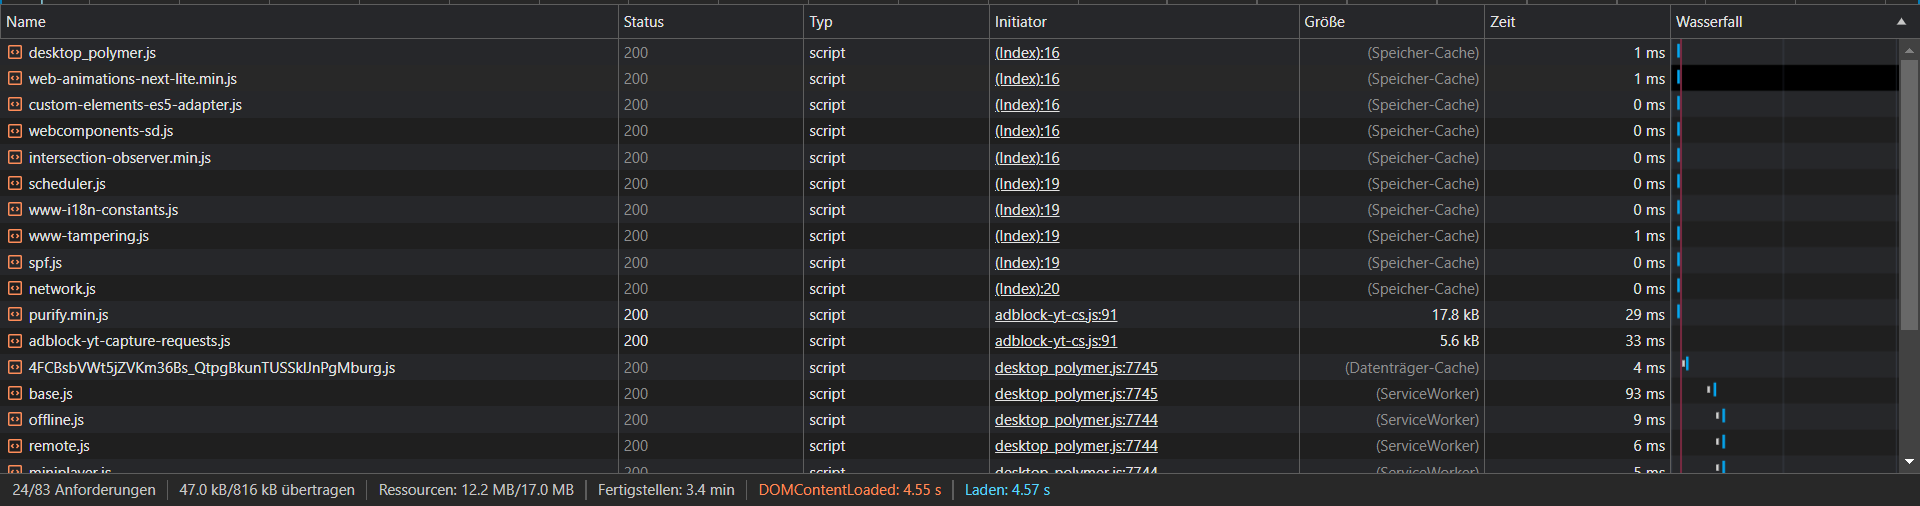 Name Status Typ Initiator Größe Zeit Wasserfall
desktop_polymer.js 200 script (Index):16 (Speicher-Cache) 1 ms
web-animations-next-lite.min.js 200 script (Index):16 (Speicher-Cache) 1 ms
custom-elements-es5-adapter.js 200 script (Index):16 (Speicher-Cache) 0 ms
webcomponents-sd.js 200 script (Index):16 (Speicher-Cache) 0 ms
intersection-observer.min.js 200 script (Index):16 (Speicher-Cache) 0 ms
scheduler.js 200 script (Index):19 (Speicher-Cache) 0 ms
www-i18n-constants.js 200 script (Index):19 (Speicher-Cache) 0 ms
www-tampering.js 200 script (Index):19 (Speicher-Cache) 1 ms
spf.js 200 script (Index):19 (Speicher-Cache) 0 ms
network.js 200 script (Index):20 (Speicher-Cache) 0 ms
purify.min.js 200 script adblock-yt-cs.js:91 17.8 kB 29 ms
adblock-yt-capture-requests.js 200 script adblock-yt-cs.js:91 5.6 kB 33 ms
4FCBsbVWt5jZVKm36Bs_QtpgBkunTUSSklJnPgMburg.js 200 script desktop_polymer.js:7745 (Datenträger-Cache) 4 ms
base.js 200 script desktop_polymer.js:7745 (ServiceWorker) 93 ms
offline.js 200 script desktop_polymer.js:7744 (ServiceWorker) 9 ms
remote.js 200 script desktop_polymer.js:7744 (ServiceWorker) 6 ms
miniplayer.js 200 script desktop_polymer.js:7744 (ServiceWorker) 5 ms
24/83 Anforderungen 47.0 kB/816 kB übertragen Ressourcen: 12.2 MB/17.0 MB Fertigstellen: 3.4 min DOMContentLoaded: 4.55 s Laden: 4.57 s